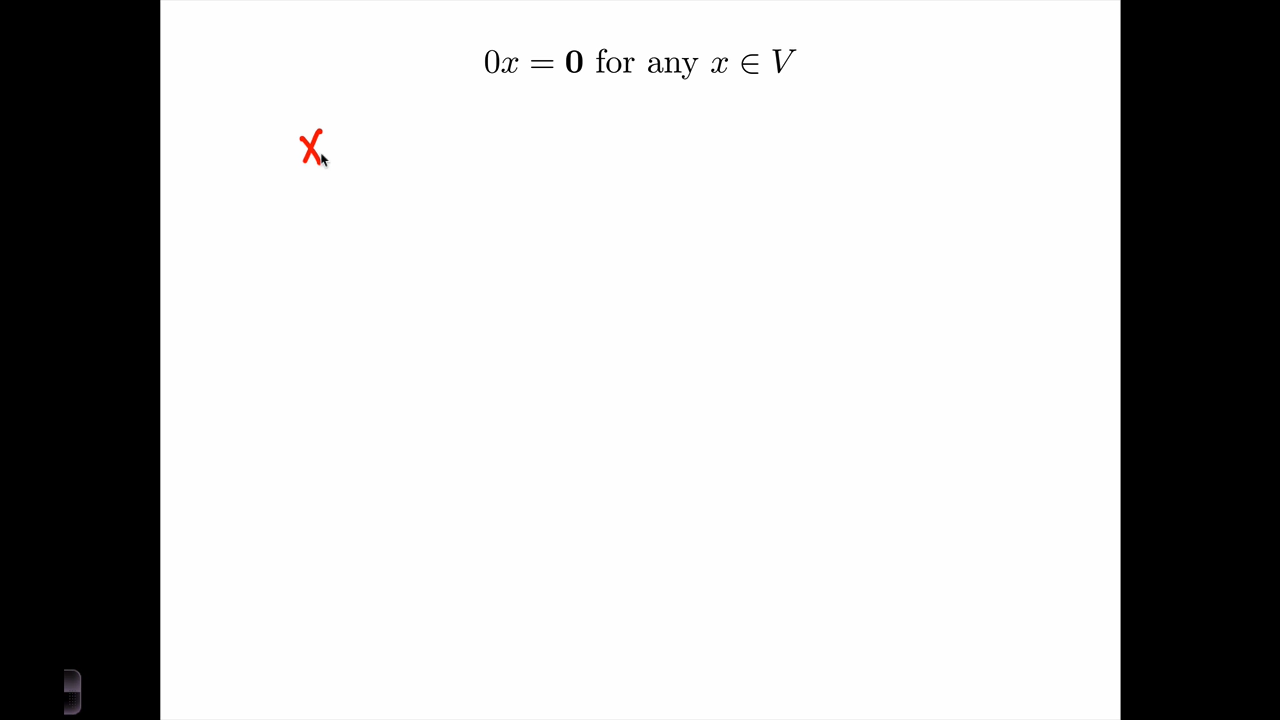 0x = 𝟎 for any x ∈ V
x